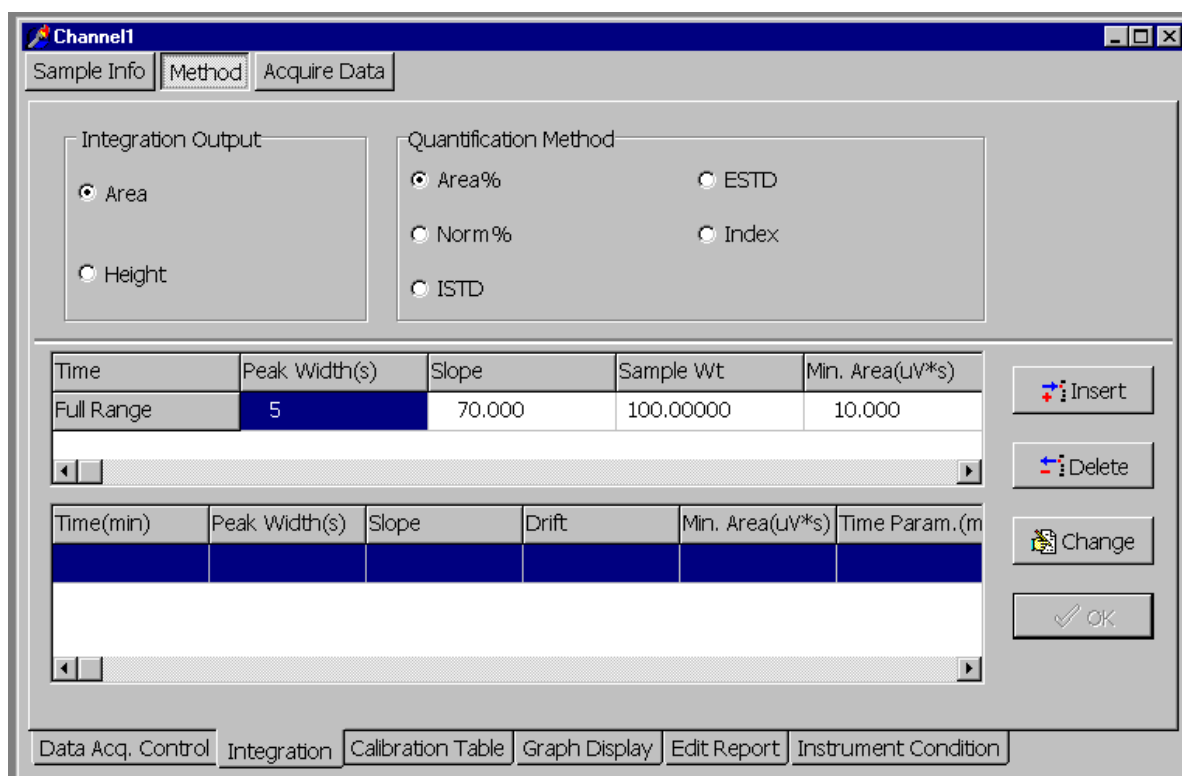 Channel1
Sample Info Method Acquire Data
Integration Output
Area
Height
Quantification Method
Area% ESTD
Norm% Index
ISTD
Time Peak Width(s) Slope Sample Wt Min. Area(uV*s)
Full Range 5 70.000 100.00000 10.000
Insert
Delete
Change
OK
Time(min) Peak Width(s) Slope Drift Min. Area(uV*s) Time Param.(m
Data Acq. Control Integration Calibration Table Graph Display Edit Report Instrument Condition